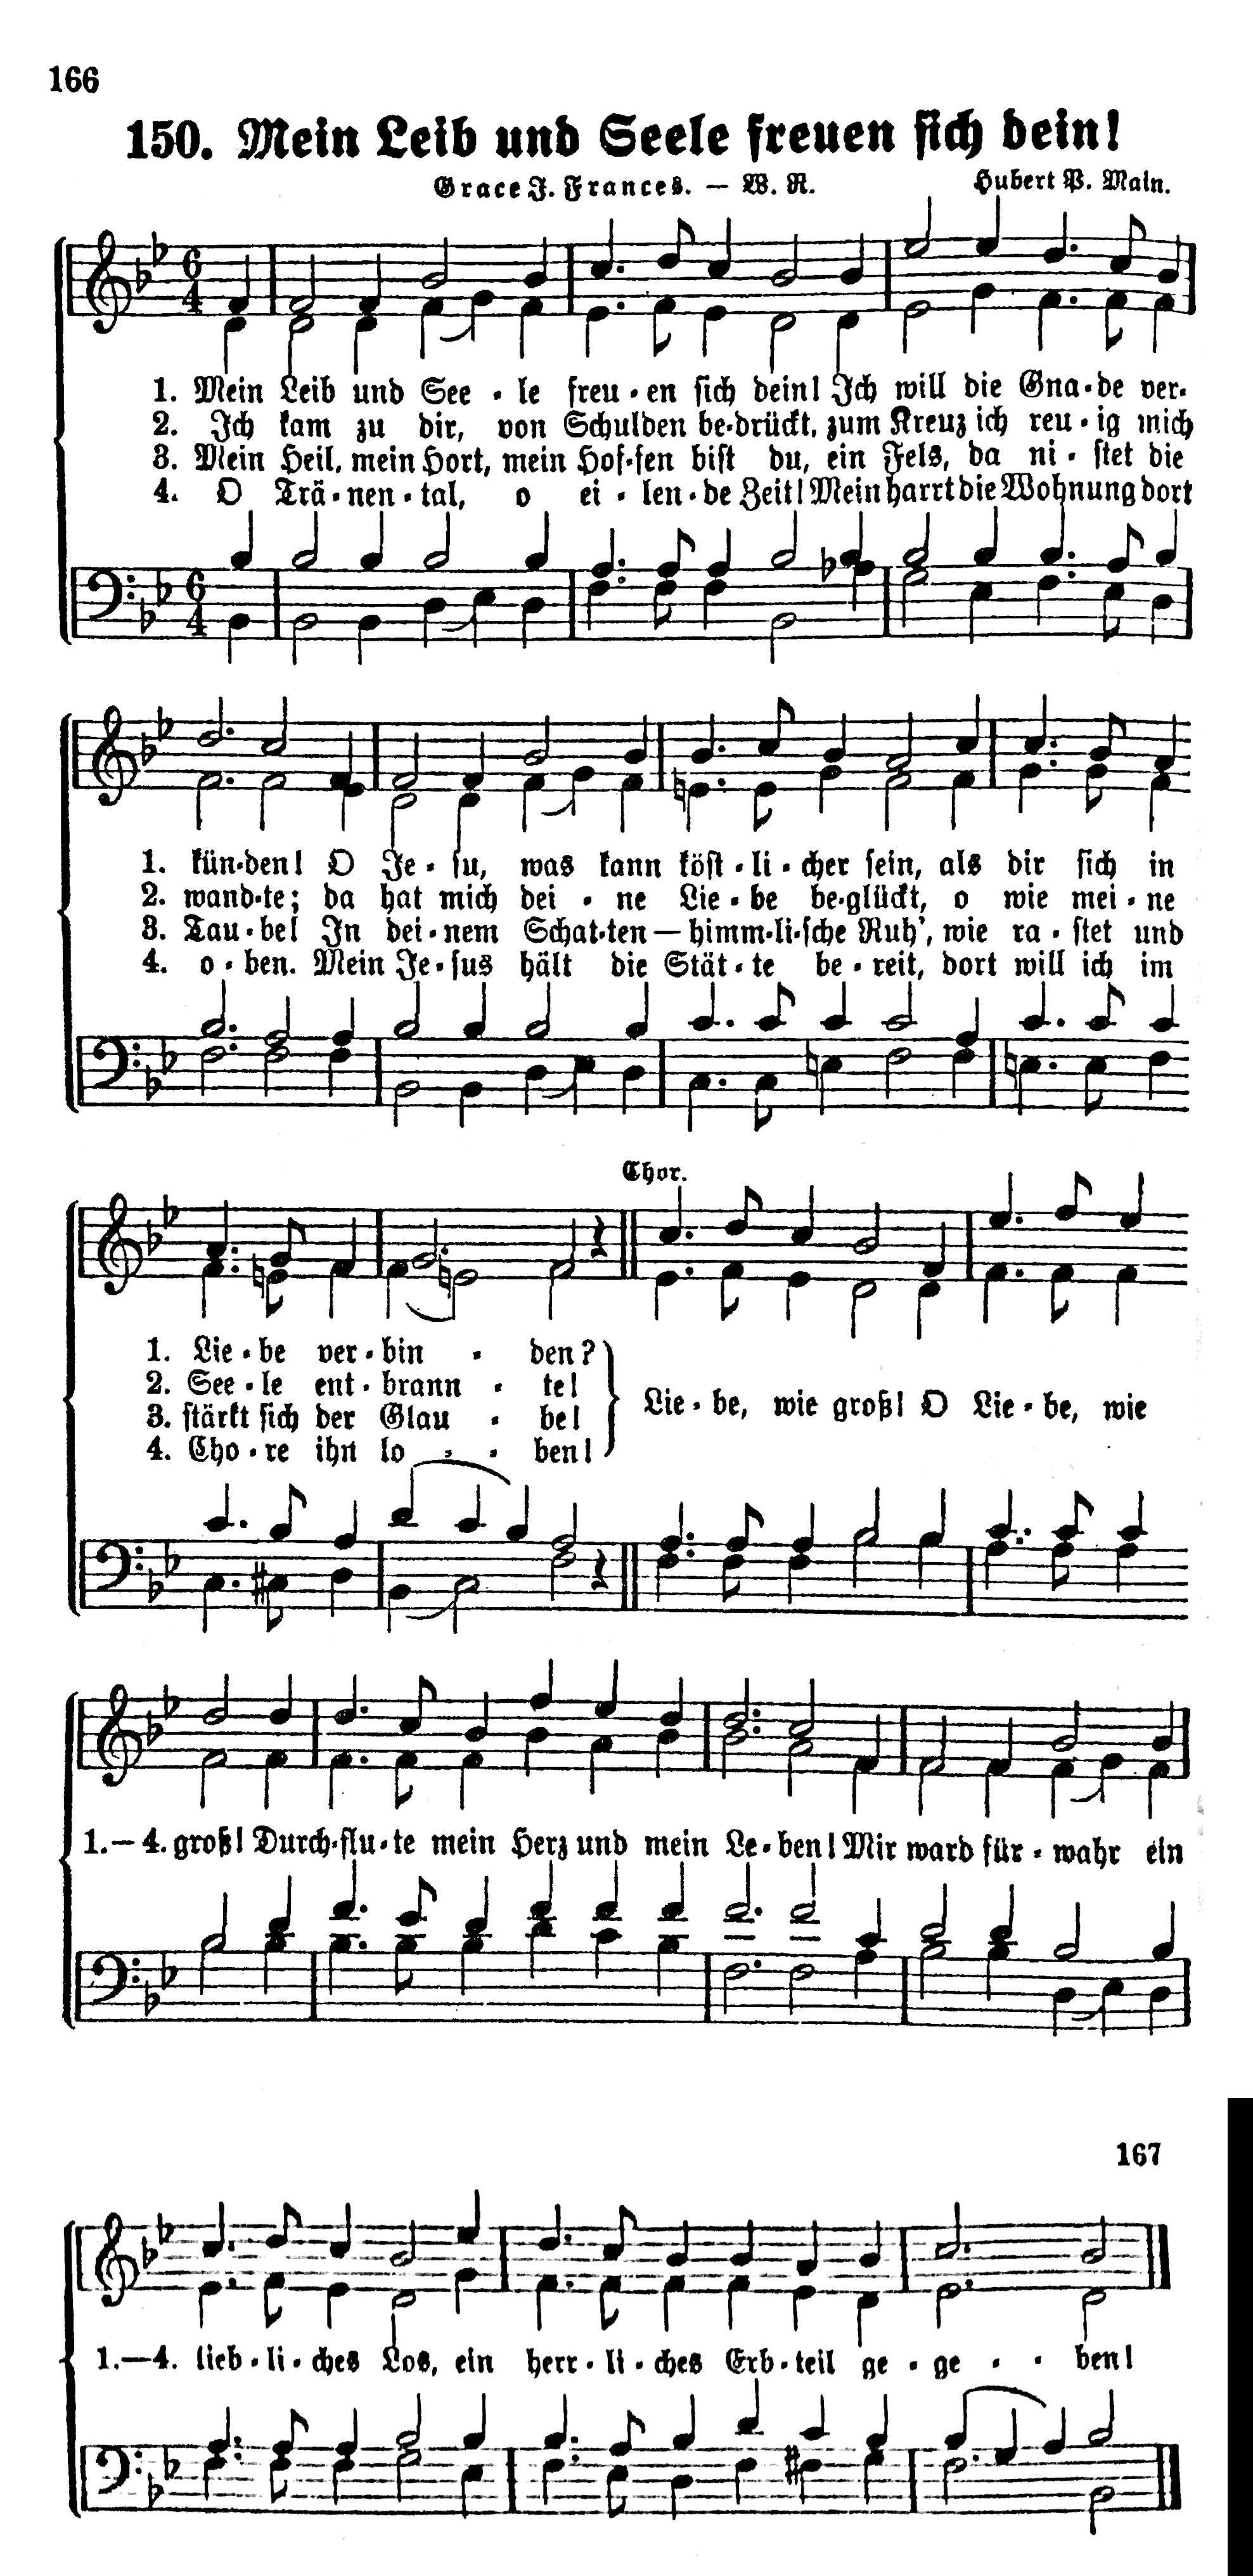 166
150. Mein Leib und Seele freuen sich dein!
Grace J. Frances. — W. R.
Hubert P. Main.
1. Mein Leib und See - le freu - en sich dein! Ich will die Gna - de ver-
2. Ich kam zu dir, von Schulden be-drückt, zum Kreuz ich reu - ig mich
3. Mein Heil, mein Hort, mein Hof-fen bist du, ein Fels, da ni - stet die
4. O Trä - nen - tal, o ei - len - de Zeit! Mein harrt die Wohnung dort
1. kün-den! O Je - su, was kann köst - li - cher sein, als dir sich in
2. wand-te; da hat mich dei - ne Lie - be be-glückt, o wie mei - ne
3. Tau - be! In dei - nem Schat-ten — himm-li-sche Ruh', wie ra - stet und
4. o - ben. Mein Je - sus hält die Stät - te be - reit, dort will ich im
Chor.
1. Lie - be ver - bin - den?
2. See - le ent - brann - te!
3. stärkt sich der Glau - be!
4. Cho - re ihn lo - - ben!
Lie - be, wie groß! O Lie - be, wie
1.—4. groß! Durch-flu-te mein Herz und mein Le - ben! Mir ward für - wahr ein
167
1.—4. lieb - li - ches Los, ein herr - li - ches Erb - teil ge - ge - - ben!